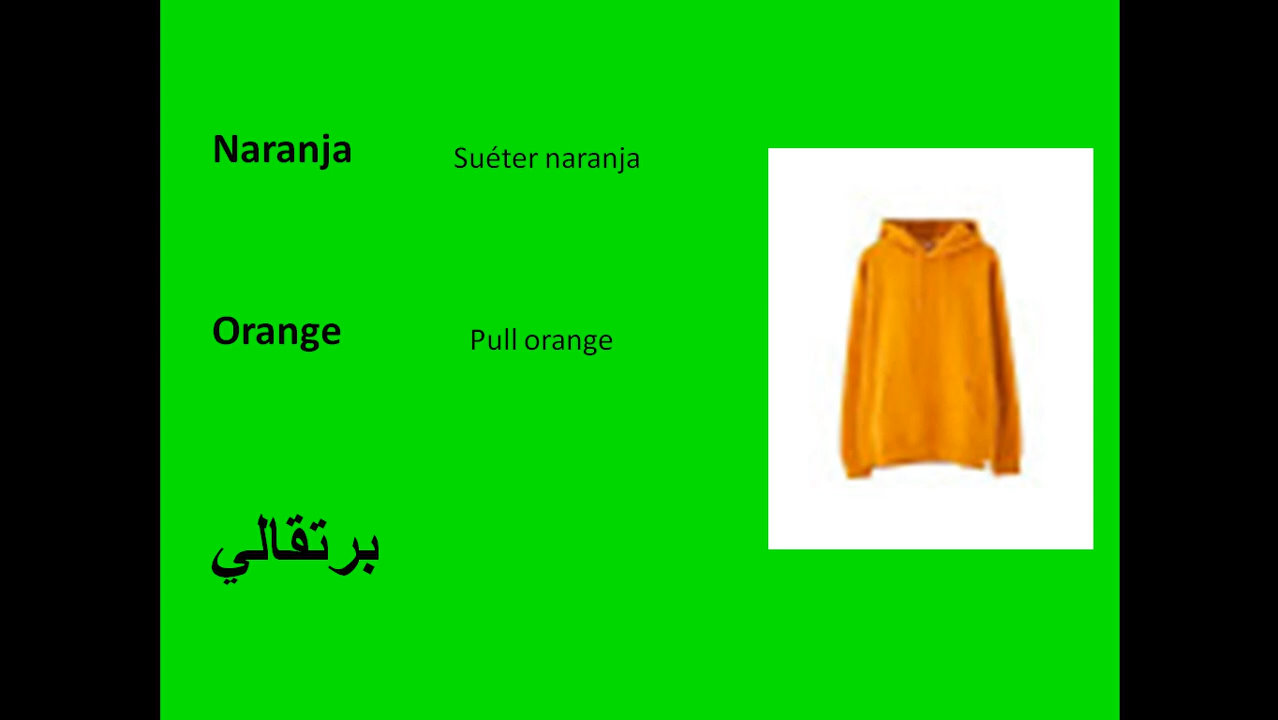 Naranja
Suéter naranja
Orange
Pull orange
برتقالي